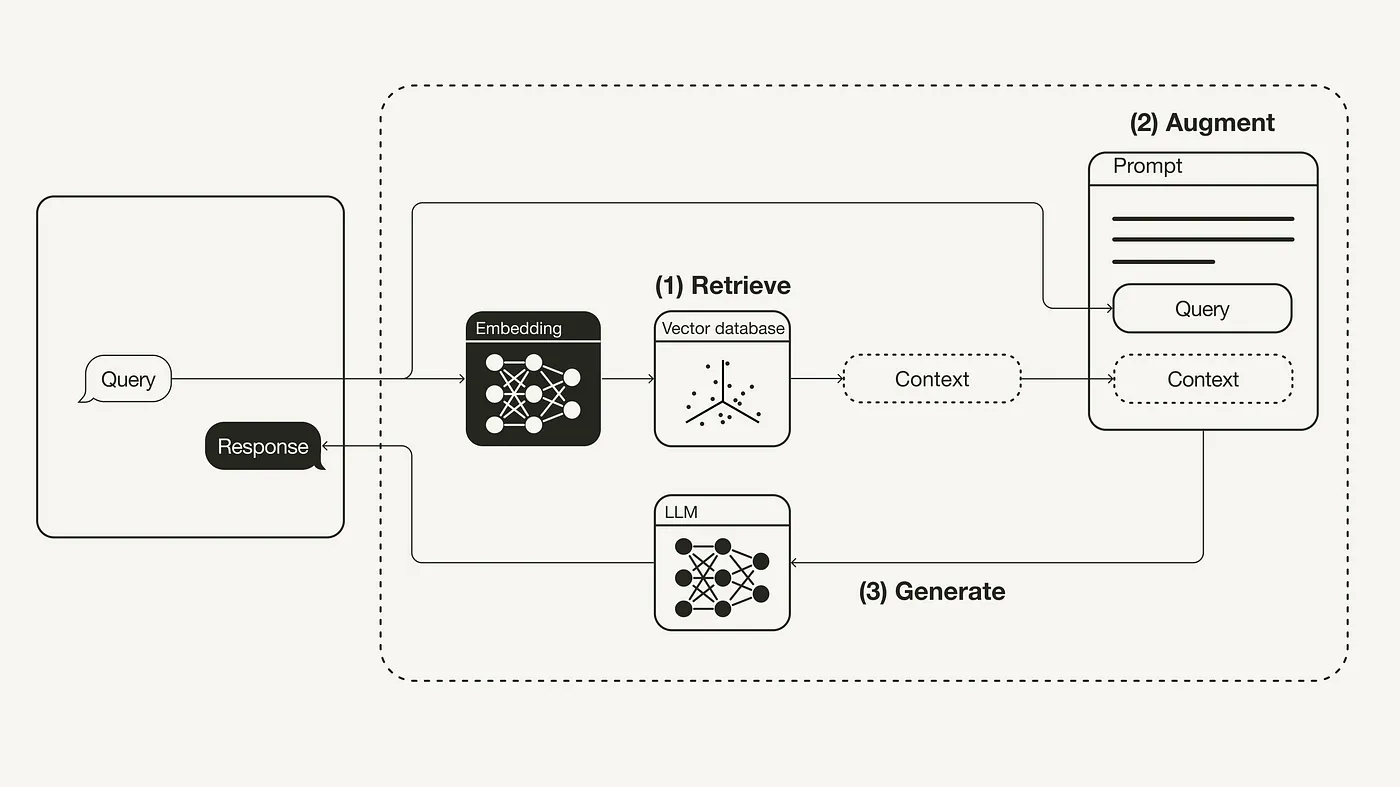 (2) Augment
Prompt
(1) Retrieve
Query
Embedding
Vector database
Query
Context
Context
Response
LLM
(3) Generate